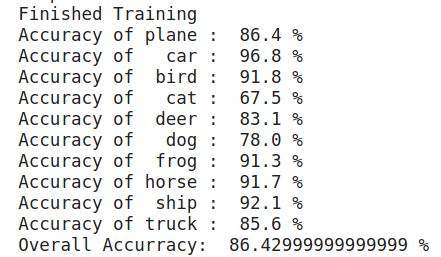 Finished Training
Accuracy of plane :  86.4 %
Accuracy of   car :  96.8 %
Accuracy of  bird :  91.8 %
Accuracy of   cat :  67.5 %
Accuracy of  deer :  83.1 %
Accuracy of   dog :  78.0 %
Accuracy of  frog :  91.3 %
Accuracy of horse :  91.7 %
Accuracy of  ship :  92.1 %
Accuracy of truck :  85.6 %
Overall Accurracy:  86.42999999999999 %